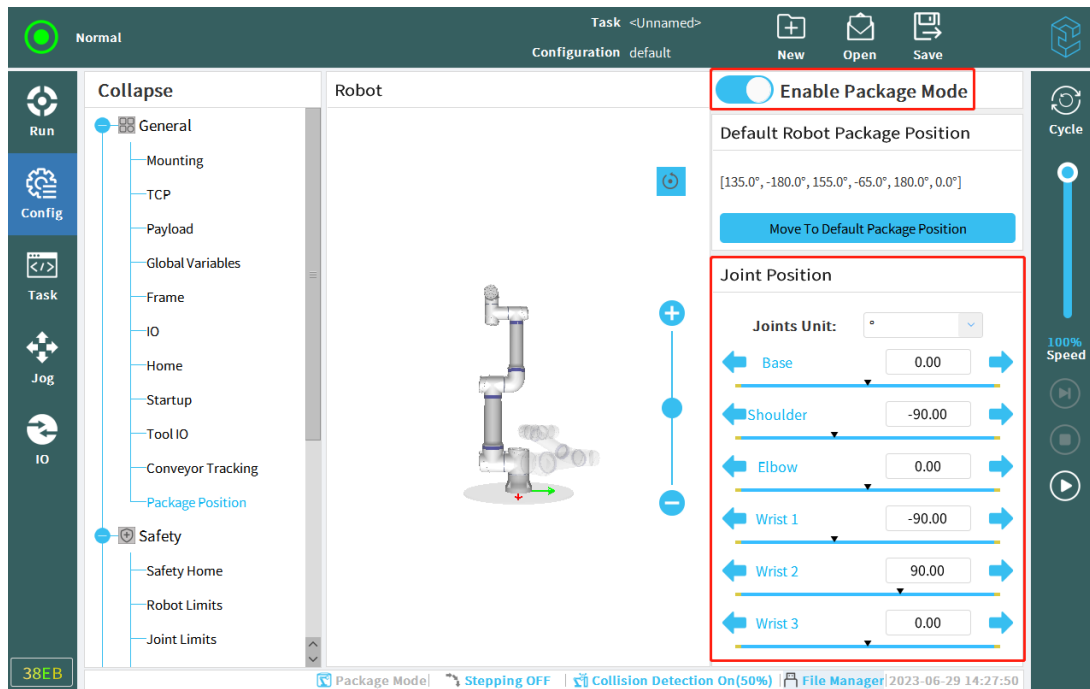 Normal
Task <Unnamed>
Configuration default
New
Open
Save
Run
Config
Task
Jog
IO
38EB
Collapse
General
Mounting
TCP
Payload
Global Variables
Frame
IO
Home
Startup
Tool IO
Conveyor Tracking
Package Position
Safety
Safety Home
Robot Limits
Joint Limits
Robot
Enable Package Mode
Default Robot Package Position
[135.0°, -180.0°, 155.0°, -65.0°, 180.0°, 0.0°]
Move To Default Package Position
Joint Position
Joints Unit: °
Base 0.00
Shoulder -90.00
Elbow 0.00
Wrist 1 -90.00
Wrist 2 90.00
Wrist 3 0.00
Cycle
100%
Speed
Package Mode| Stepping OFF | Collision Detection On(50%) | File Manager|2023-06-29 14:27:50